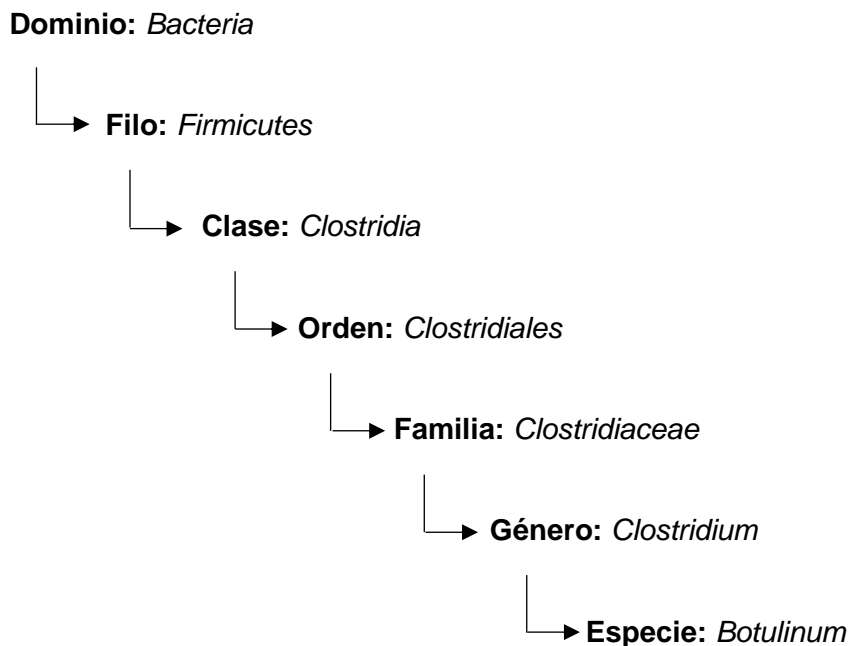 Dominio: Bacteria
Filo: Firmicutes
Clase: Clostridia
Orden: Clostridiales
Familia: Clostridiaceae
Género: Clostridium
Especie: Botulinum